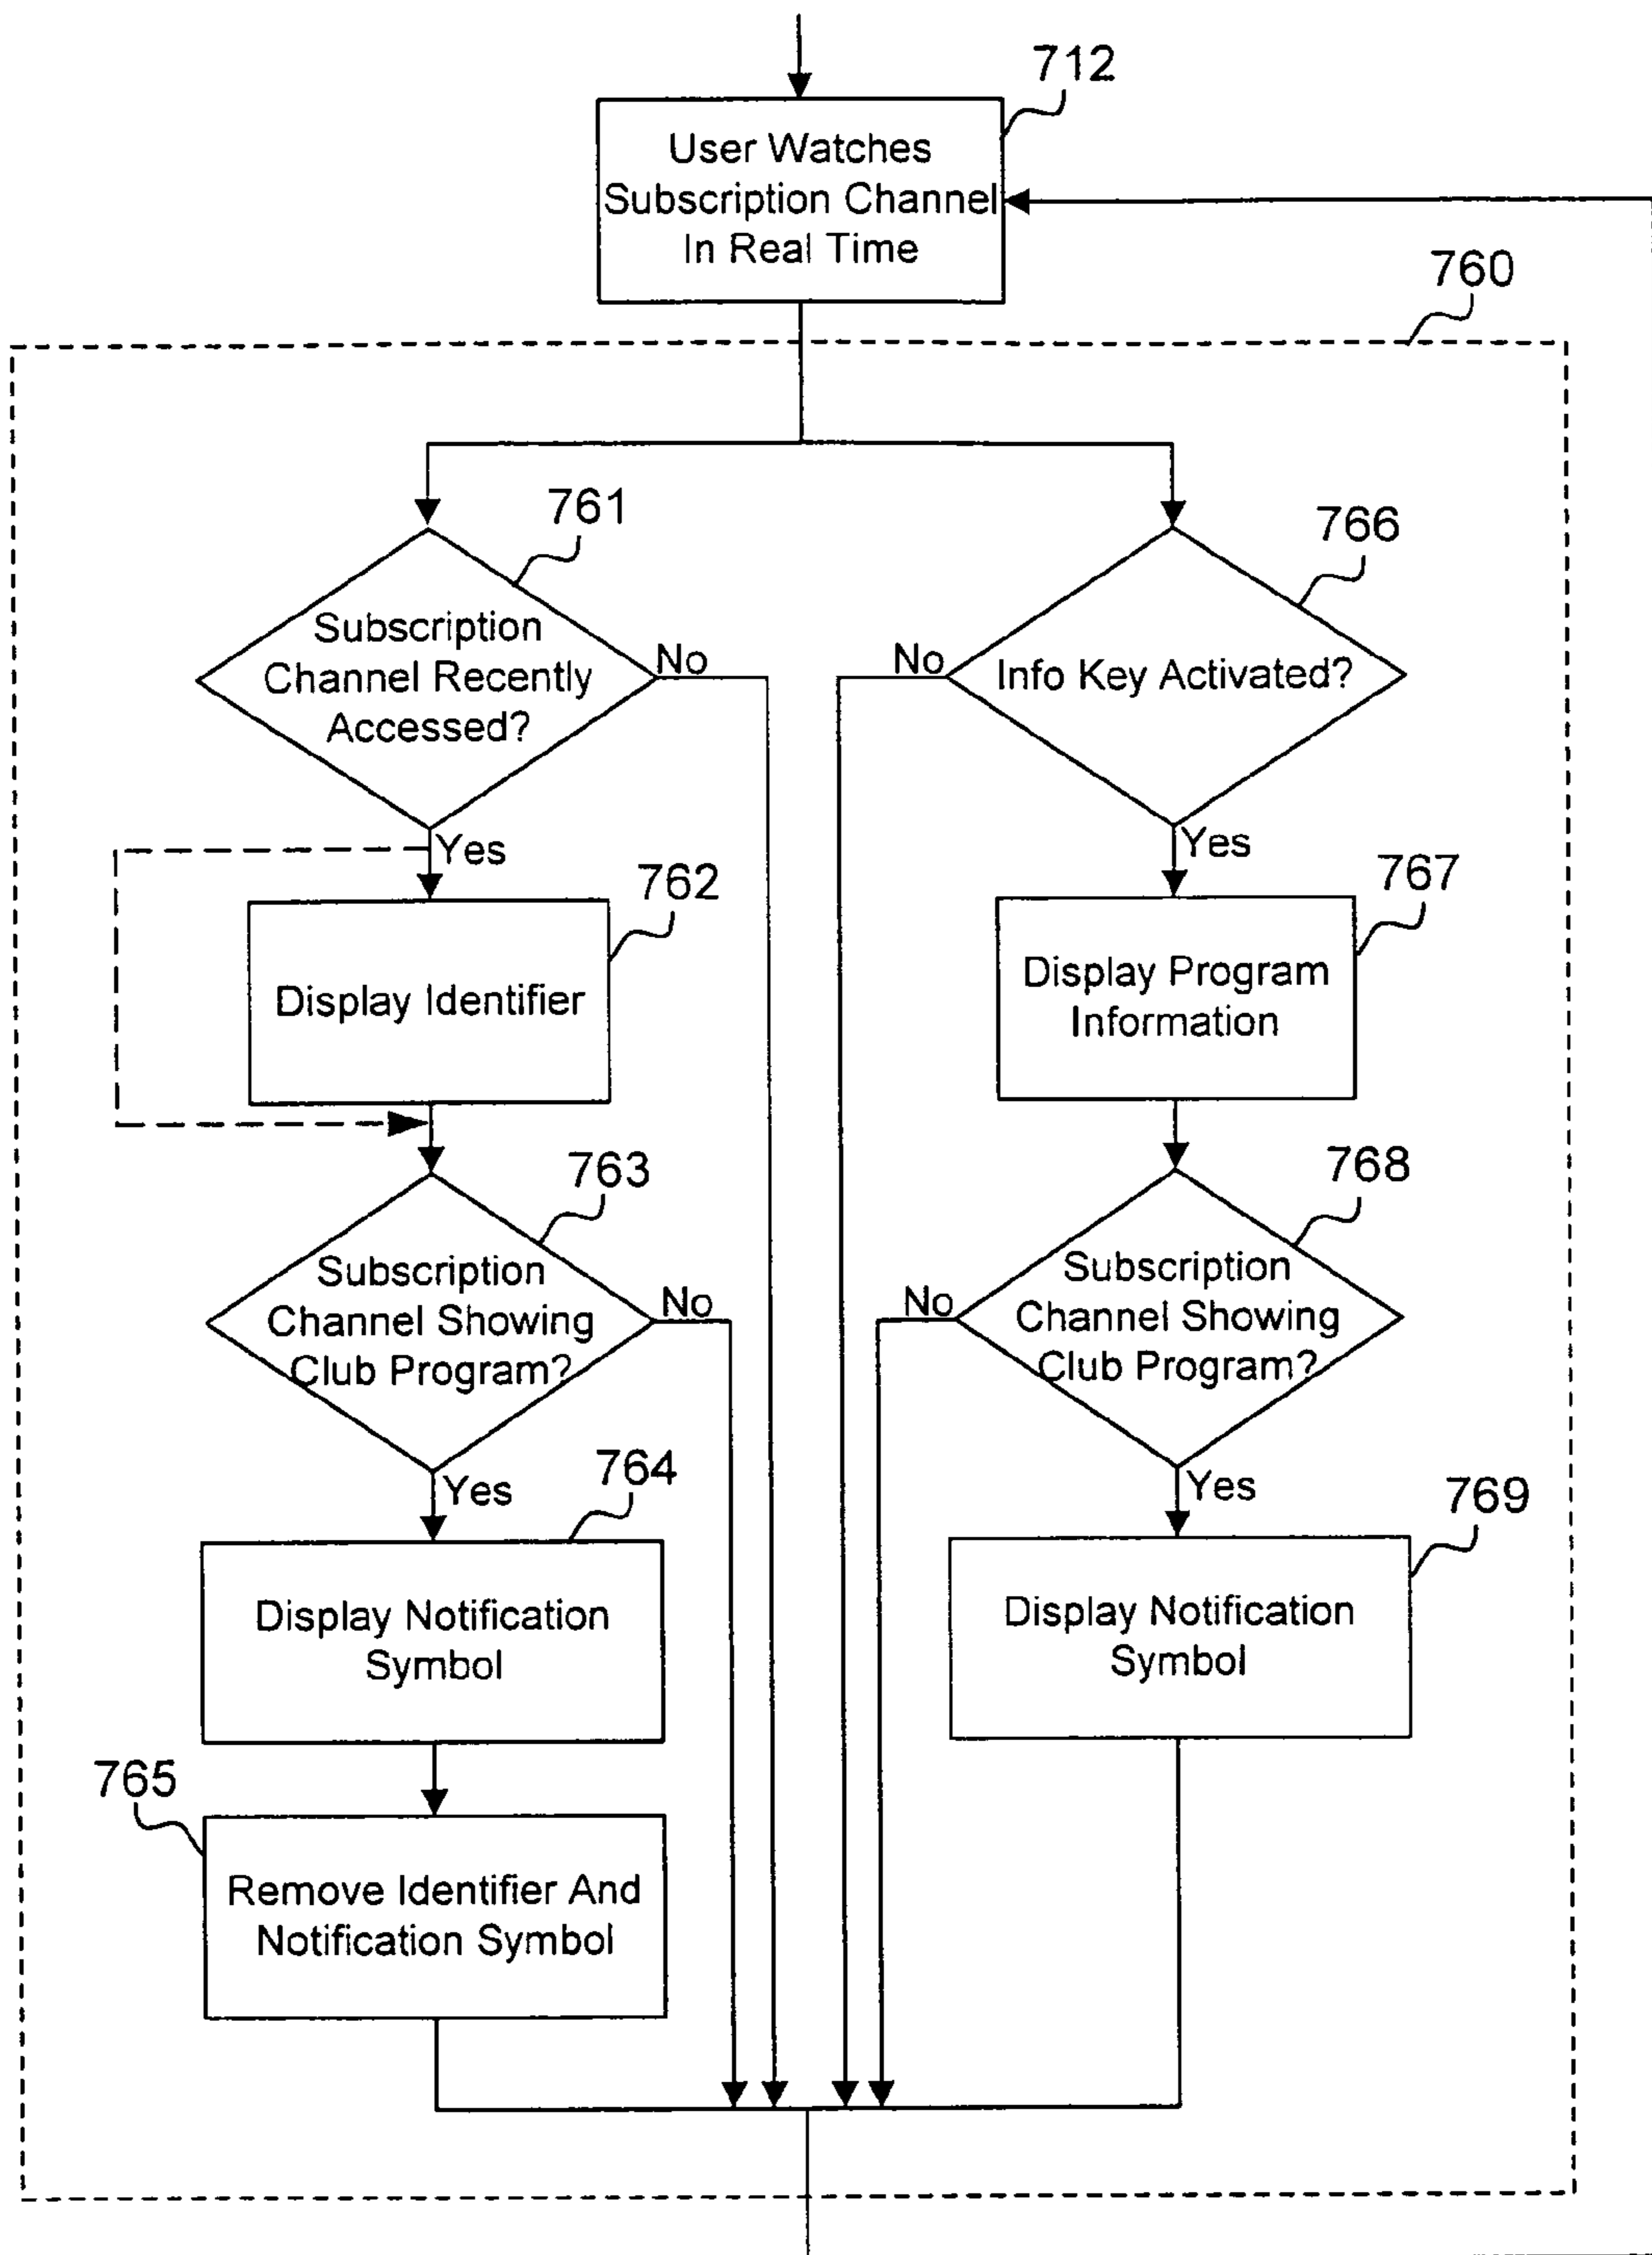 712
User Watches
Subscription Channel
In Real Time
760
761
Subscription
Channel Recently
Accessed?
No
Yes
766
Info Key Activated?
No
Yes
762
Display Identifier
767
Display Program
Information
763
Subscription
Channel Showing
Club Program?
No
Yes
768
Subscription
Channel Showing
Club Program?
No
Yes
764
Display Notification
Symbol
769
Display Notification
Symbol
765
Remove Identifier And
Notification Symbol